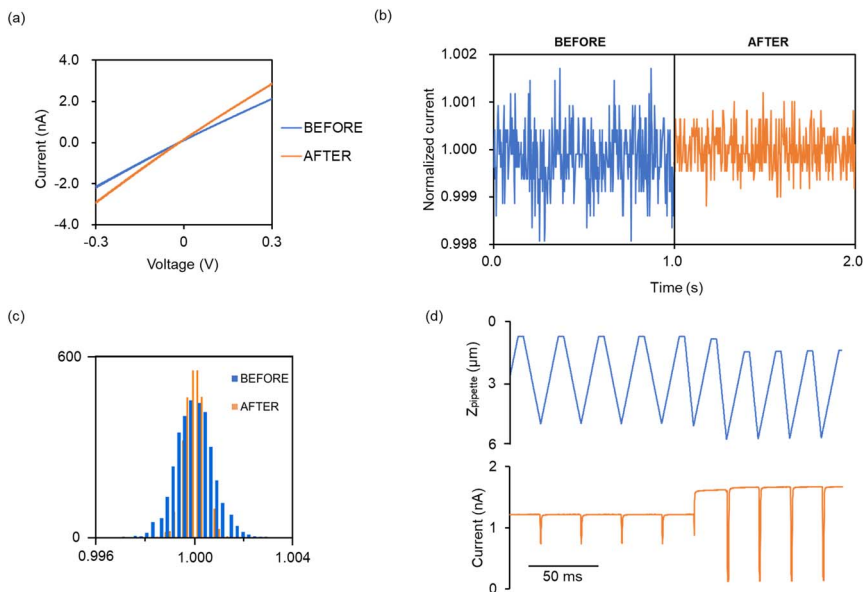 (a)
4.0
2.0
0.0
-2.0
-4.0
Current (nA)
-0.3
0
0.3
Voltage (V)
BEFORE
AFTER
(b)
BEFORE
AFTER
1.002
1.001
1.000
0.999
0.998
Normalized current
0.0
1.0
2.0
Time (s)
(c)
600
0
0.996
1.000
1.004
BEFORE
AFTER
(d)
0
3
6
Zpipette (µm)
2
1
0
Current (nA)
50 ms